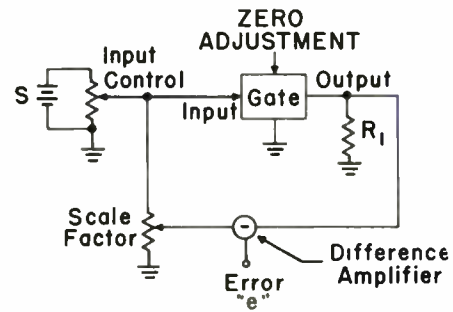 ZERO
ADJUSTMENT
Input
Control
Output
S
Input
Gate
R1
Scale
Factor
-
Difference
Amplifier
Error
"e"